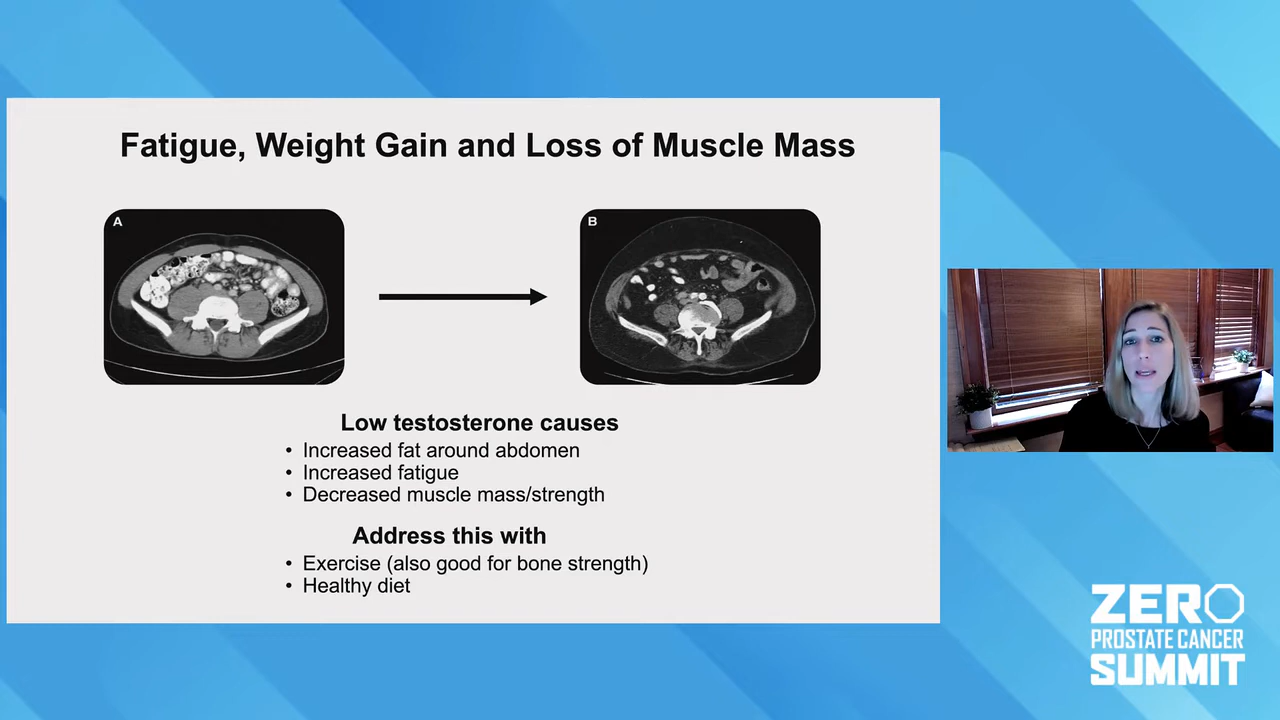 Fatigue, Weight Gain and Loss of Muscle Mass
A
B
Low testosterone causes
• Increased fat around abdomen
• Increased fatigue
• Decreased muscle mass/strength
Address this with
• Exercise (also good for bone strength)
• Healthy diet
ZERO
PROSTATE CANCER
SUMMIT